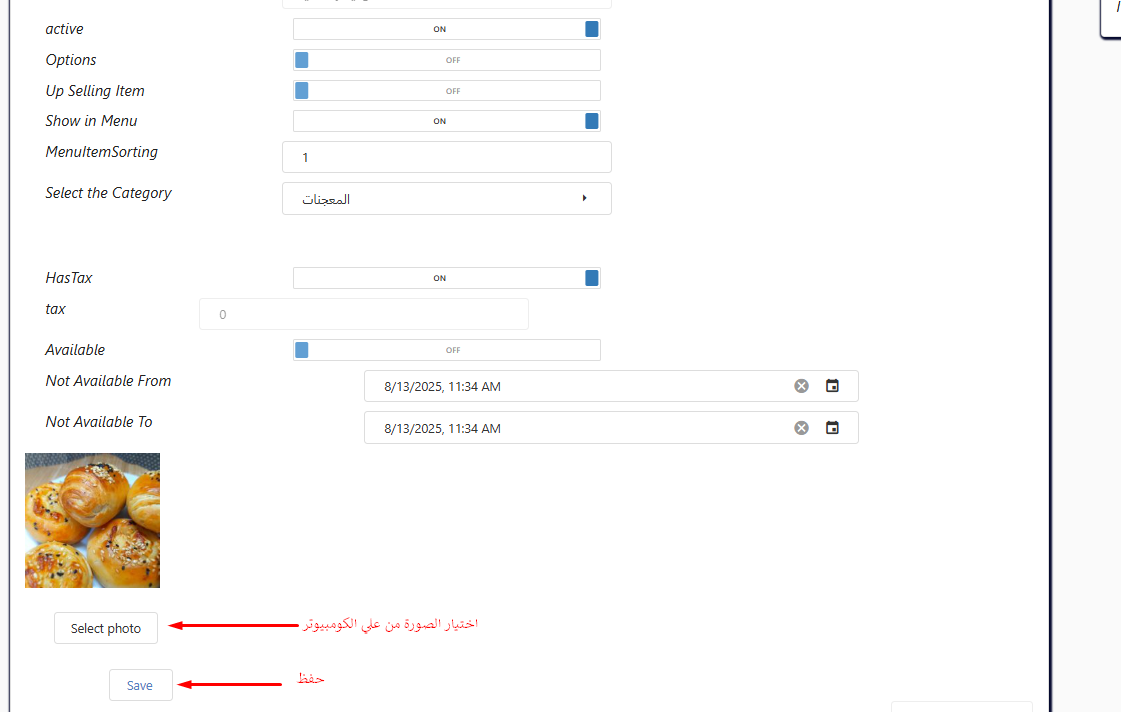 active ON
Options OFF
Up Selling Item OFF
Show in Menu ON
MenuItemSorting 1
Select the Category المعجنات
HasTax ON
tax 0
Available OFF
Not Available From 8/13/2025, 11:34 AM
Not Available To 8/13/2025, 11:34 AM
Select photo اختيار الصورة من علي الكومبيوتر
Save حفظ